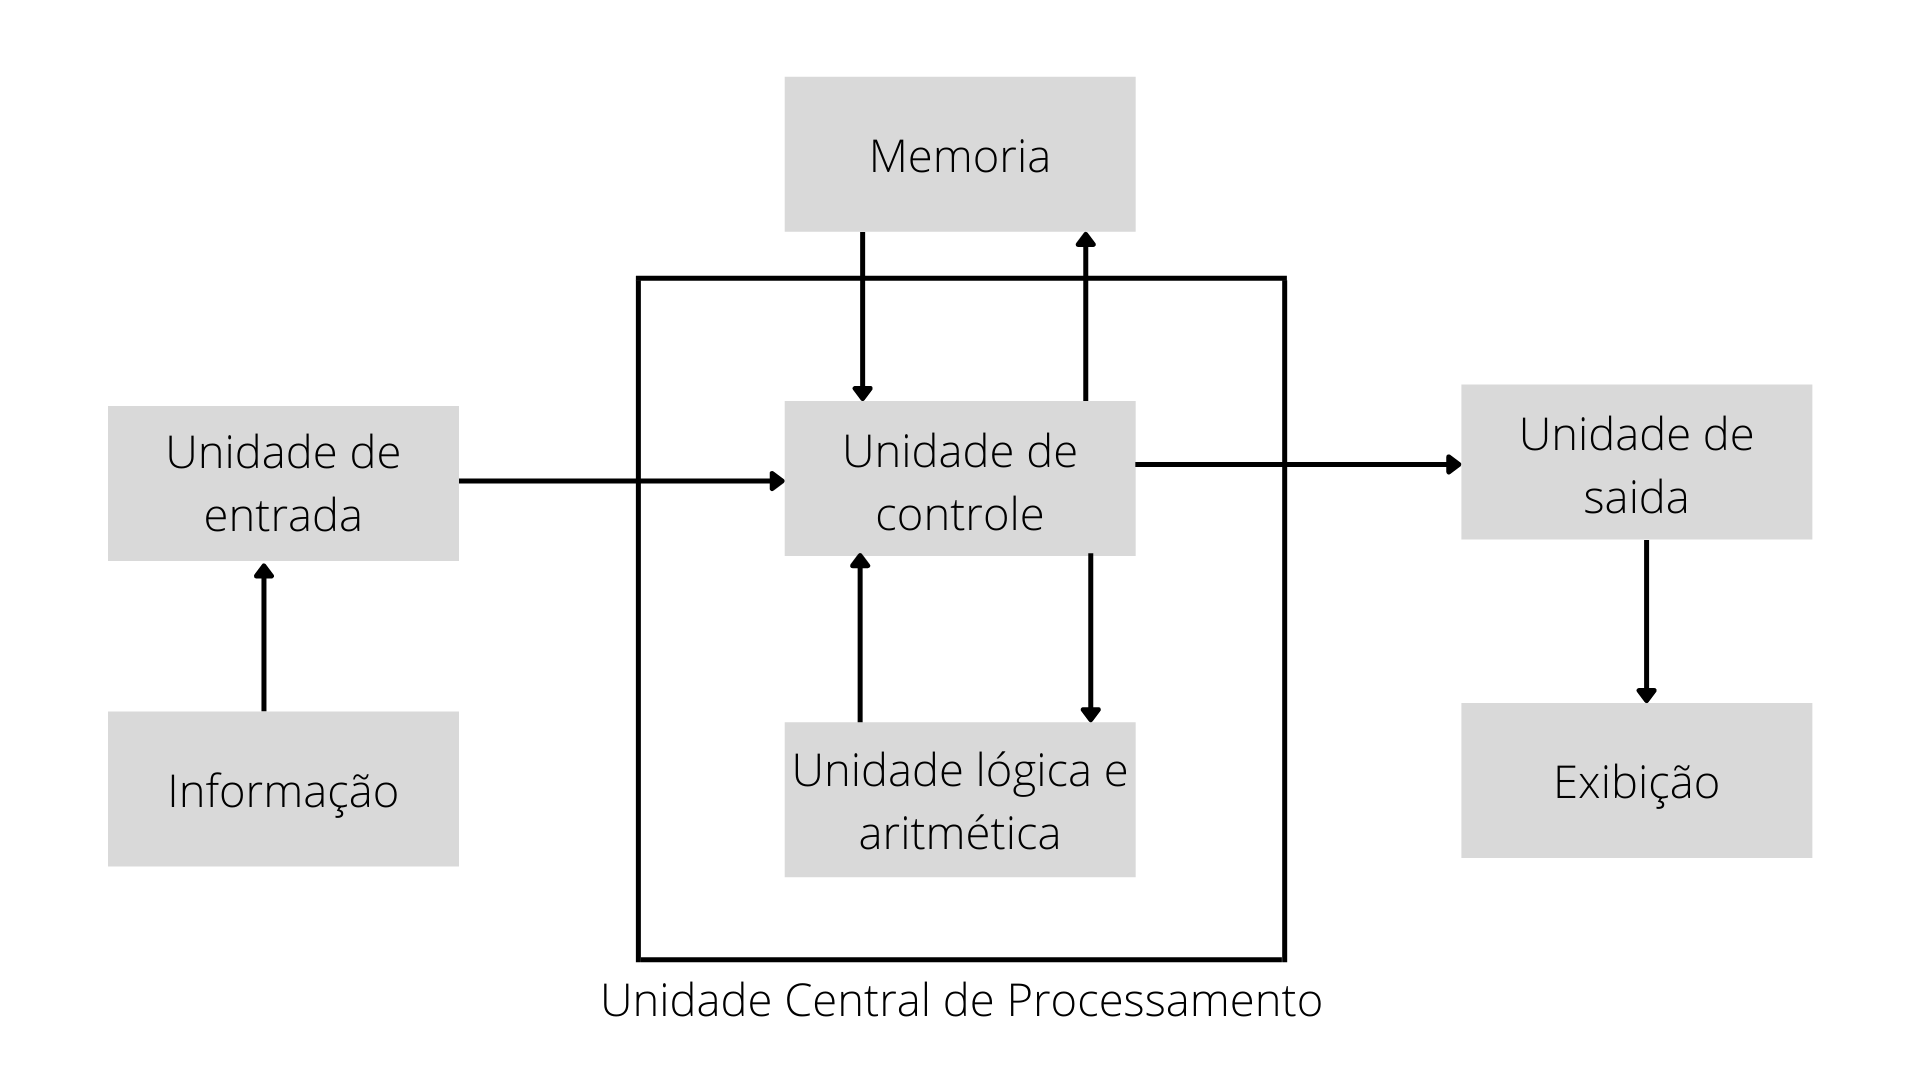 Memoria
Unidade de
entrada
Unidade de
controle
Unidade de
saida
Informação
Unidade lógica e
aritmética
Exibição
Unidade Central de Processamento